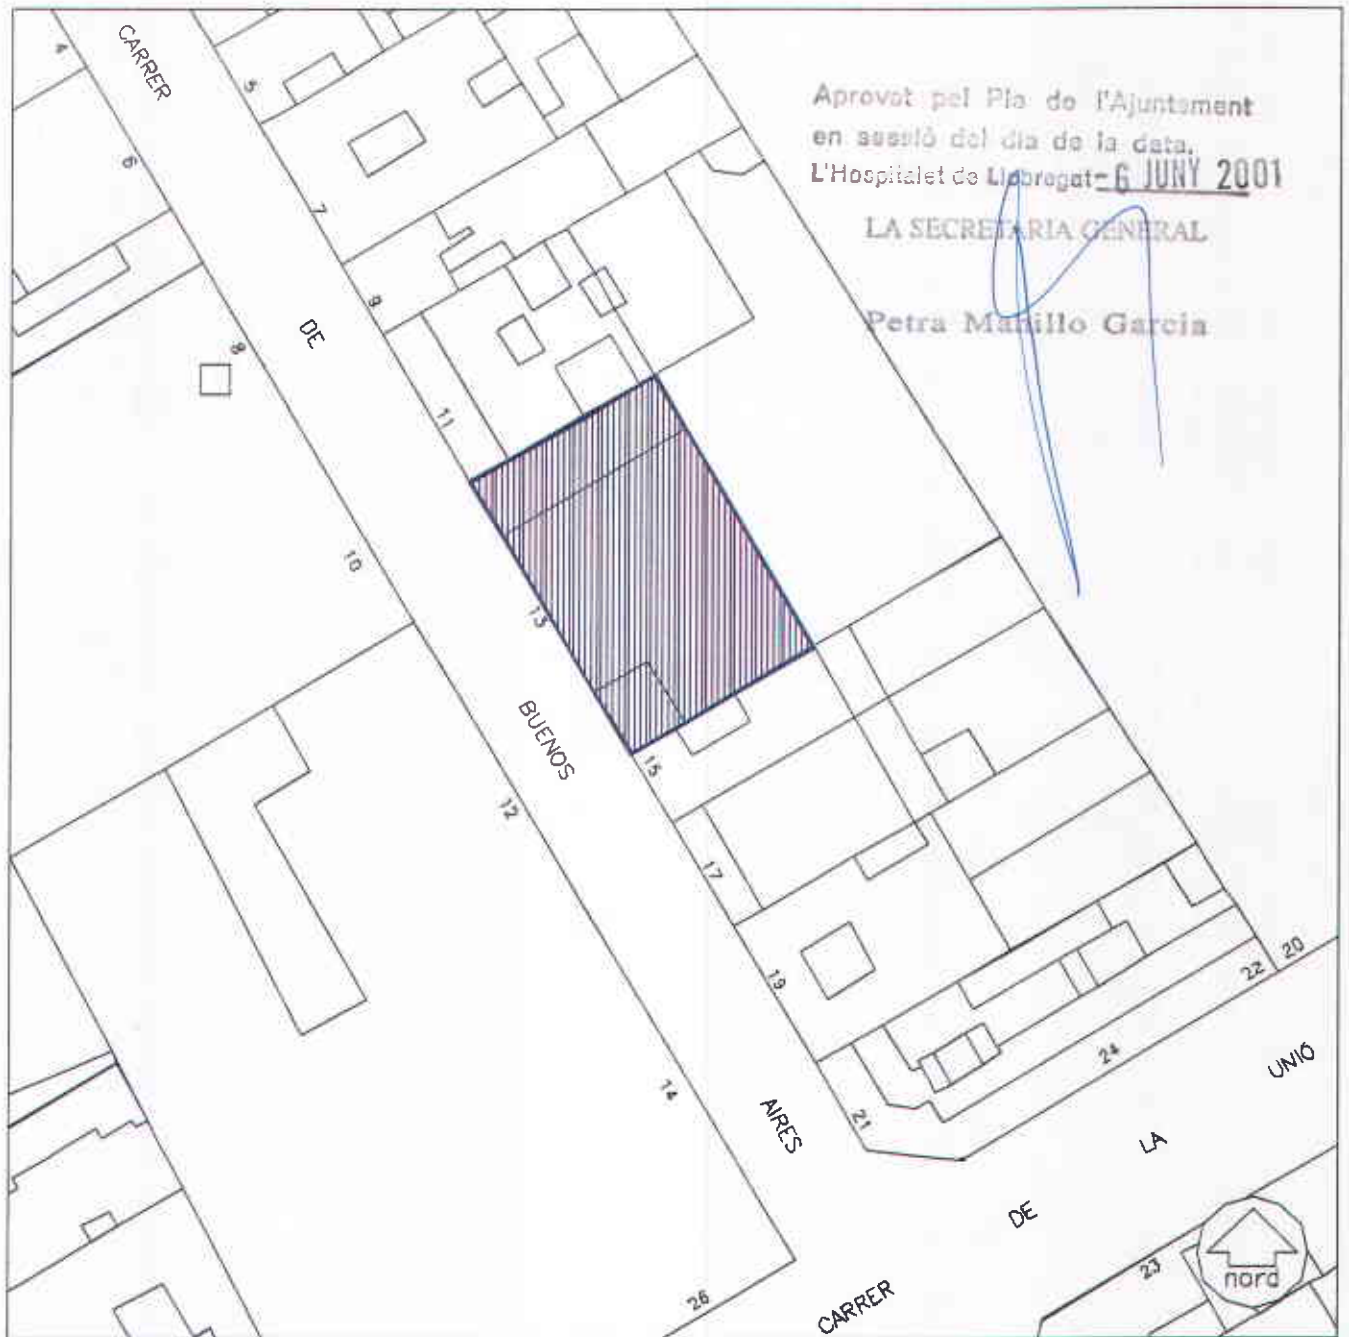 Aprovat pel Ple de l'Ajuntament
en sessió del dia de la data.
L'Hospitalet de Llobregat - 6 JUNY 2001
LA SECRETARIA GENERAL
Petra Mahillo Garcia
CARRER
DE
BUENOS
AIRES
4
6
8
10
12
14
26
5
7
9
11
13
15
17
19
21
24
22
20
CARRER
DE
LA
UNIÓ
23
nord